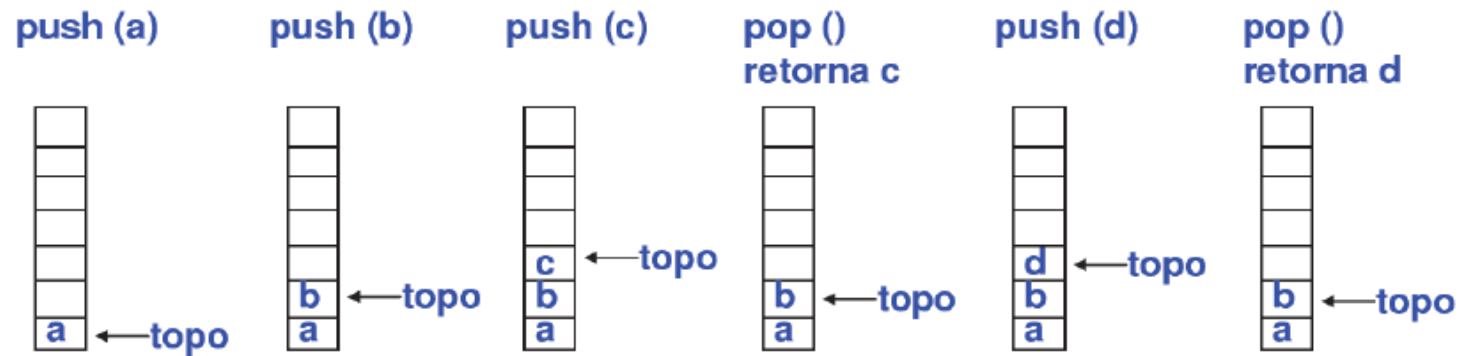 push (a)
push (b)
push (c)
pop ()
retorna c
push (d)
pop ()
retorna d
a
topo
b
a
topo
c
b
a
topo
b
a
topo
d
b
a
topo
b
a
topo